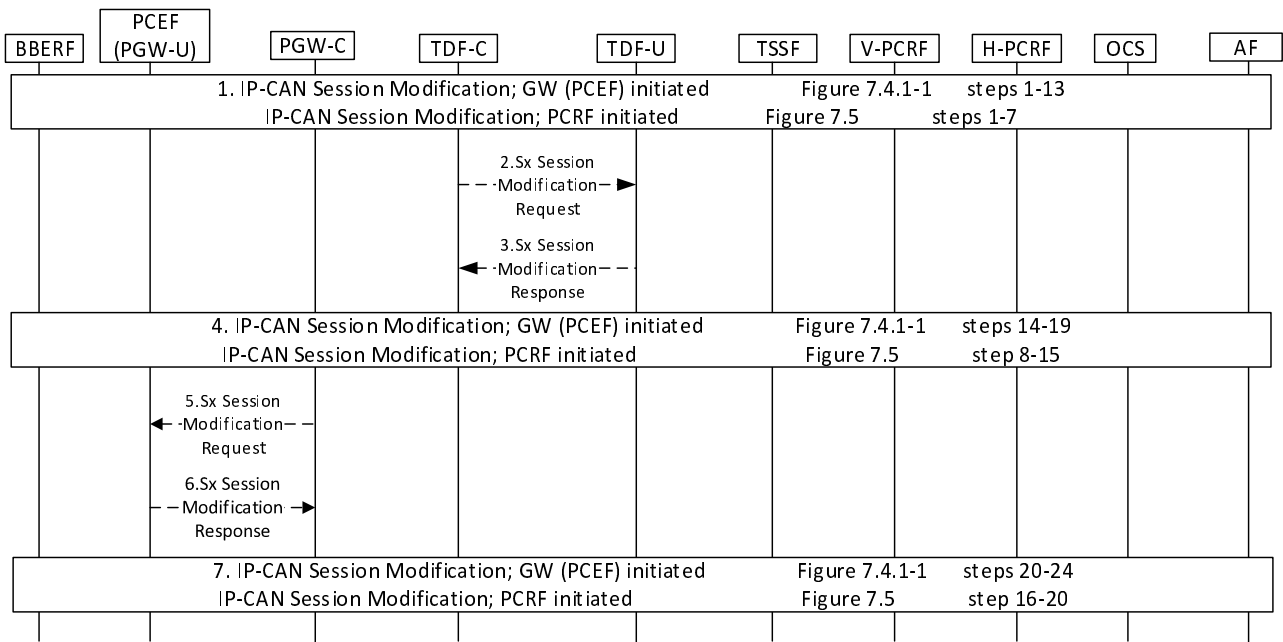 PCEF
(PGW-U)
BBERF
PGW-C
TDF-C
TDF-U
TSSF
V-PCRF
H-PCRF
OCS
AF
1. IP-CAN Session Modification; GW (PCEF) initiated Figure 7.4.1-1 steps 1-13
IP-CAN Session Modification; PCRF initiated Figure 7.5 steps 1-7
2.Sx Session
Modification
Request
3.Sx Session
Modification
Response
4. IP-CAN Session Modification; GW (PCEF) initiated Figure 7.4.1-1 steps 14-19
IP-CAN Session Modification; PCRF initiated Figure 7.5 step 8-15
5.Sx Session
Modification
Request
6.Sx Session
Modification
Response
7. IP-CAN Session Modification; GW (PCEF) initiated Figure 7.4.1-1 steps 20-24
IP-CAN Session Modification; PCRF initiated Figure 7.5 step 16-20